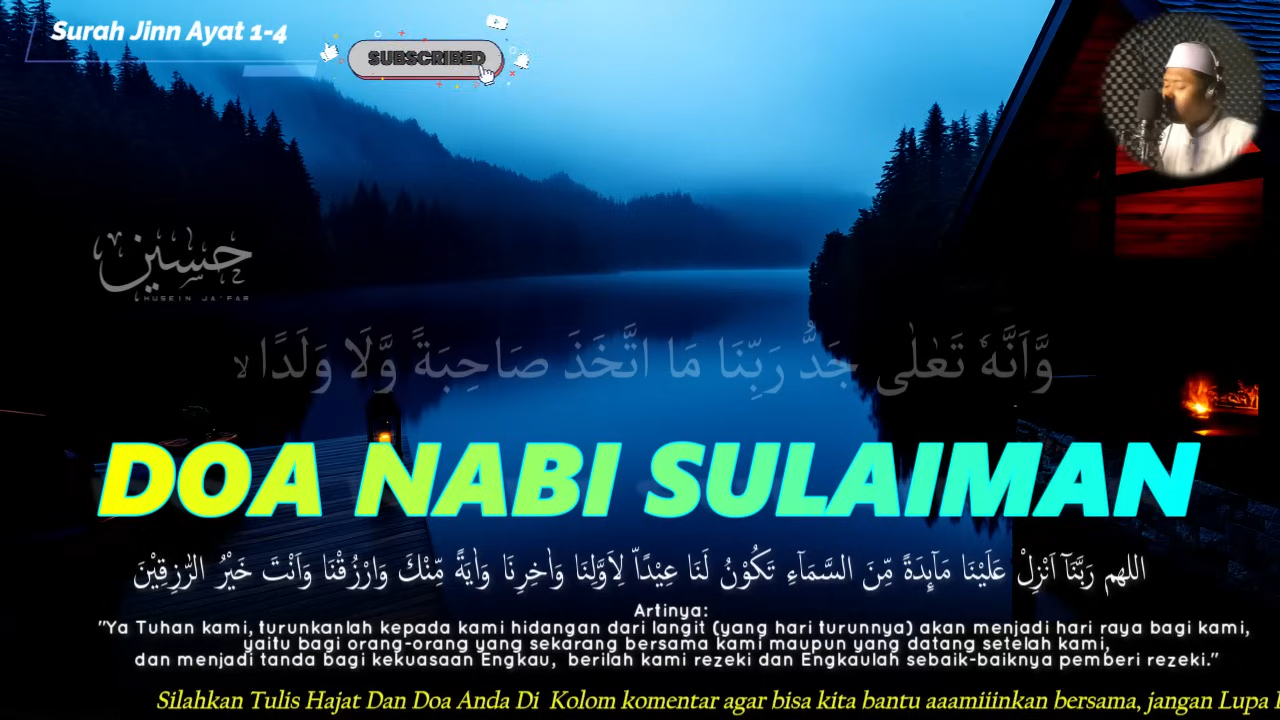 Surah Jinn Ayat 1-4
SUBSCRIBED
حسين
HUSEIN JA'FAR
وَّاَنَّهٗ تَعٰلٰى جَدُّ رَبِّنَا مَا اتَّخَذَ صَاحِبَةً وَّلَا وَلَدًا ۙ
DOA NABI SULAIMAN
اللهم رَبَّنَآ اَنْزِلْ عَلَيْنَا مَآىِٕدَةً مِّنَ السَّمَآءِ تَكُوْنُ لَنَا عِيْدًا لِّاَوَّلِنَا وَاٰخِرِنَا وَاٰيَةً مِّنْكَ وَارْزُقْنَا وَاَنْتَ خَيْرُ الرّٰزِقِيْنَ
Artinya:
"Ya Tuhan kami, turunkanlah kepada kami hidangan dari langit (yang hari turunnya) akan menjadi hari raya bagi kami,
yaitu bagi orang-orang yang sekarang bersama kami maupun yang datang setelah kami,
dan menjadi tanda bagi kekuasaan Engkau, berilah kami rezeki dan Engkaulah sebaik-baiknya pemberi rezeki."
Silahkan Tulis Hajat Dan Doa Anda Di Kolom komentar agar bisa kita bantu aaamiiinkan bersama, jangan Lupa